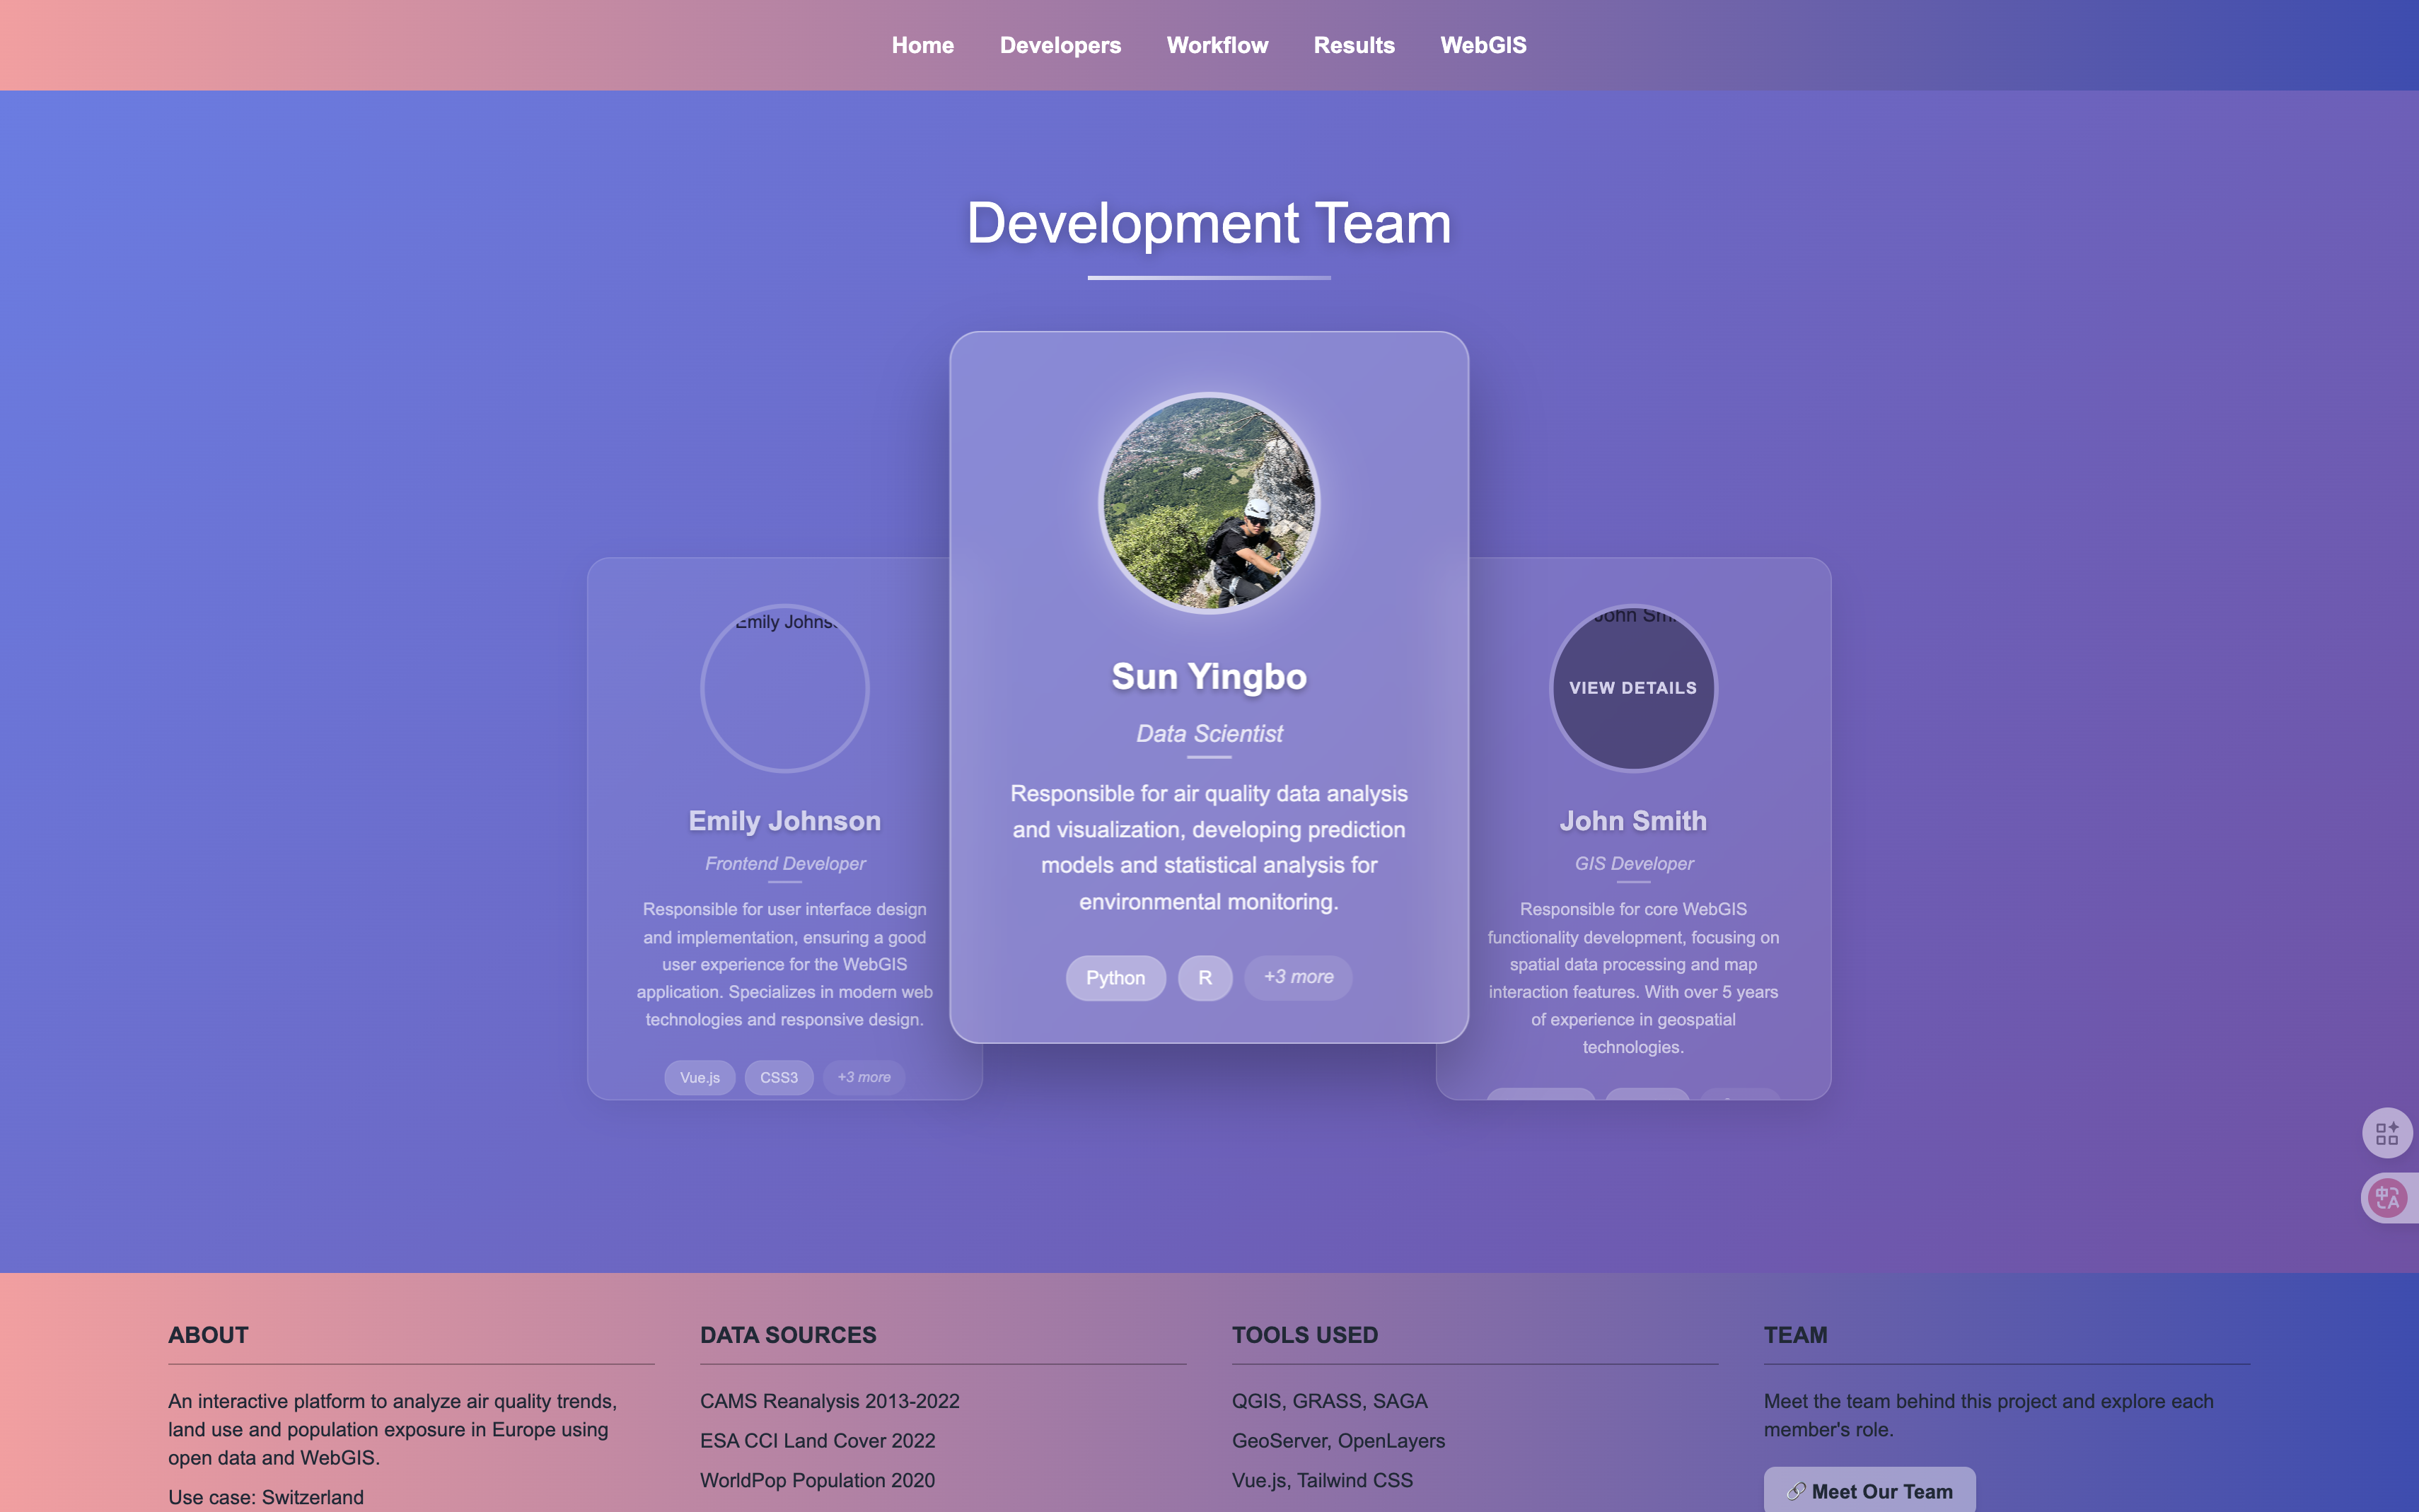 Home Developers Workflow Results WebGIS
Development Team
Emily Johns
Emily Johnson
Frontend Developer
Responsible for user interface design
and implementation, ensuring a good
user experience for the WebGIS
application. Specializes in modern web
technologies and responsive design.
Vue.js CSS3 +3 more
Sun Yingbo
Data Scientist
Responsible for air quality data analysis
and visualization, developing prediction
models and statistical analysis for
environmental monitoring.
Python R +3 more
John Sm
VIEW DETAILS
John Smith
GIS Developer
Responsible for core WebGIS
functionality development, focusing on
spatial data processing and map
interaction features. With over 5 years
of experience in geospatial
technologies.
中A
ABOUT
An interactive platform to analyze air quality trends,
land use and population exposure in Europe using
open data and WebGIS.
Use case: Switzerland
DATA SOURCES
CAMS Reanalysis 2013-2022
ESA CCI Land Cover 2022
WorldPop Population 2020
TOOLS USED
QGIS, GRASS, SAGA
GeoServer, OpenLayers
Vue.js, Tailwind CSS
TEAM
Meet the team behind this project and explore each
member's role.
Meet Our Team